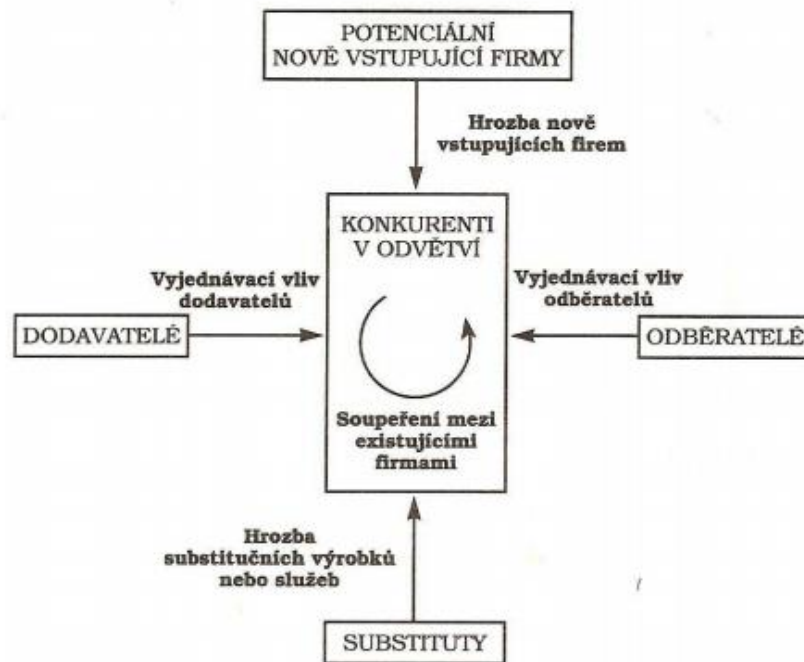 POTENCIÁLNÍ
NOVĚ VSTUPUJÍCÍ FIRMY
Hrozba nově
vstupujících firem
KONKURENTI
V ODVĚTVÍ
Vyjednávací vliv
dodavatelů
Vyjednávací vliv
odběratelů
DODAVATELÉ
ODBĚRATELÉ
Soupeření mezi
existujícími
firmami
Hrozba
substitučních výrobků
nebo služeb
SUBSTITUTY